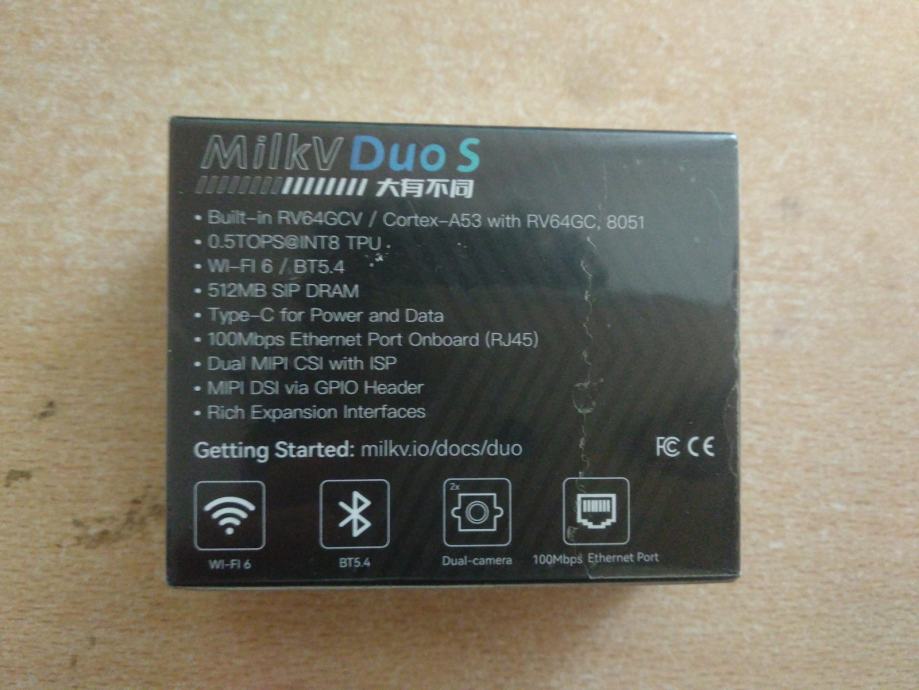 MilkV Duo S
大有不同
• Built-in RV64GCV / Cortex-A53 with RV64GC, 8051
• 0.5TOPS@INT8 TPU
• WI-FI 6 / BT5.4
• 512MB SIP DRAM
• Type-C for Power and Data
• 100Mbps Ethernet Port Onboard (RJ45)
• Dual MIPI CSI with ISP
• MIPI DSI via GPIO Header
• Rich Expansion Interfaces
Getting Started: milkv.io/docs/duo FC CE
2x
WI-FI 6 BT5.4 Dual-camera 100Mbps Ethernet Port